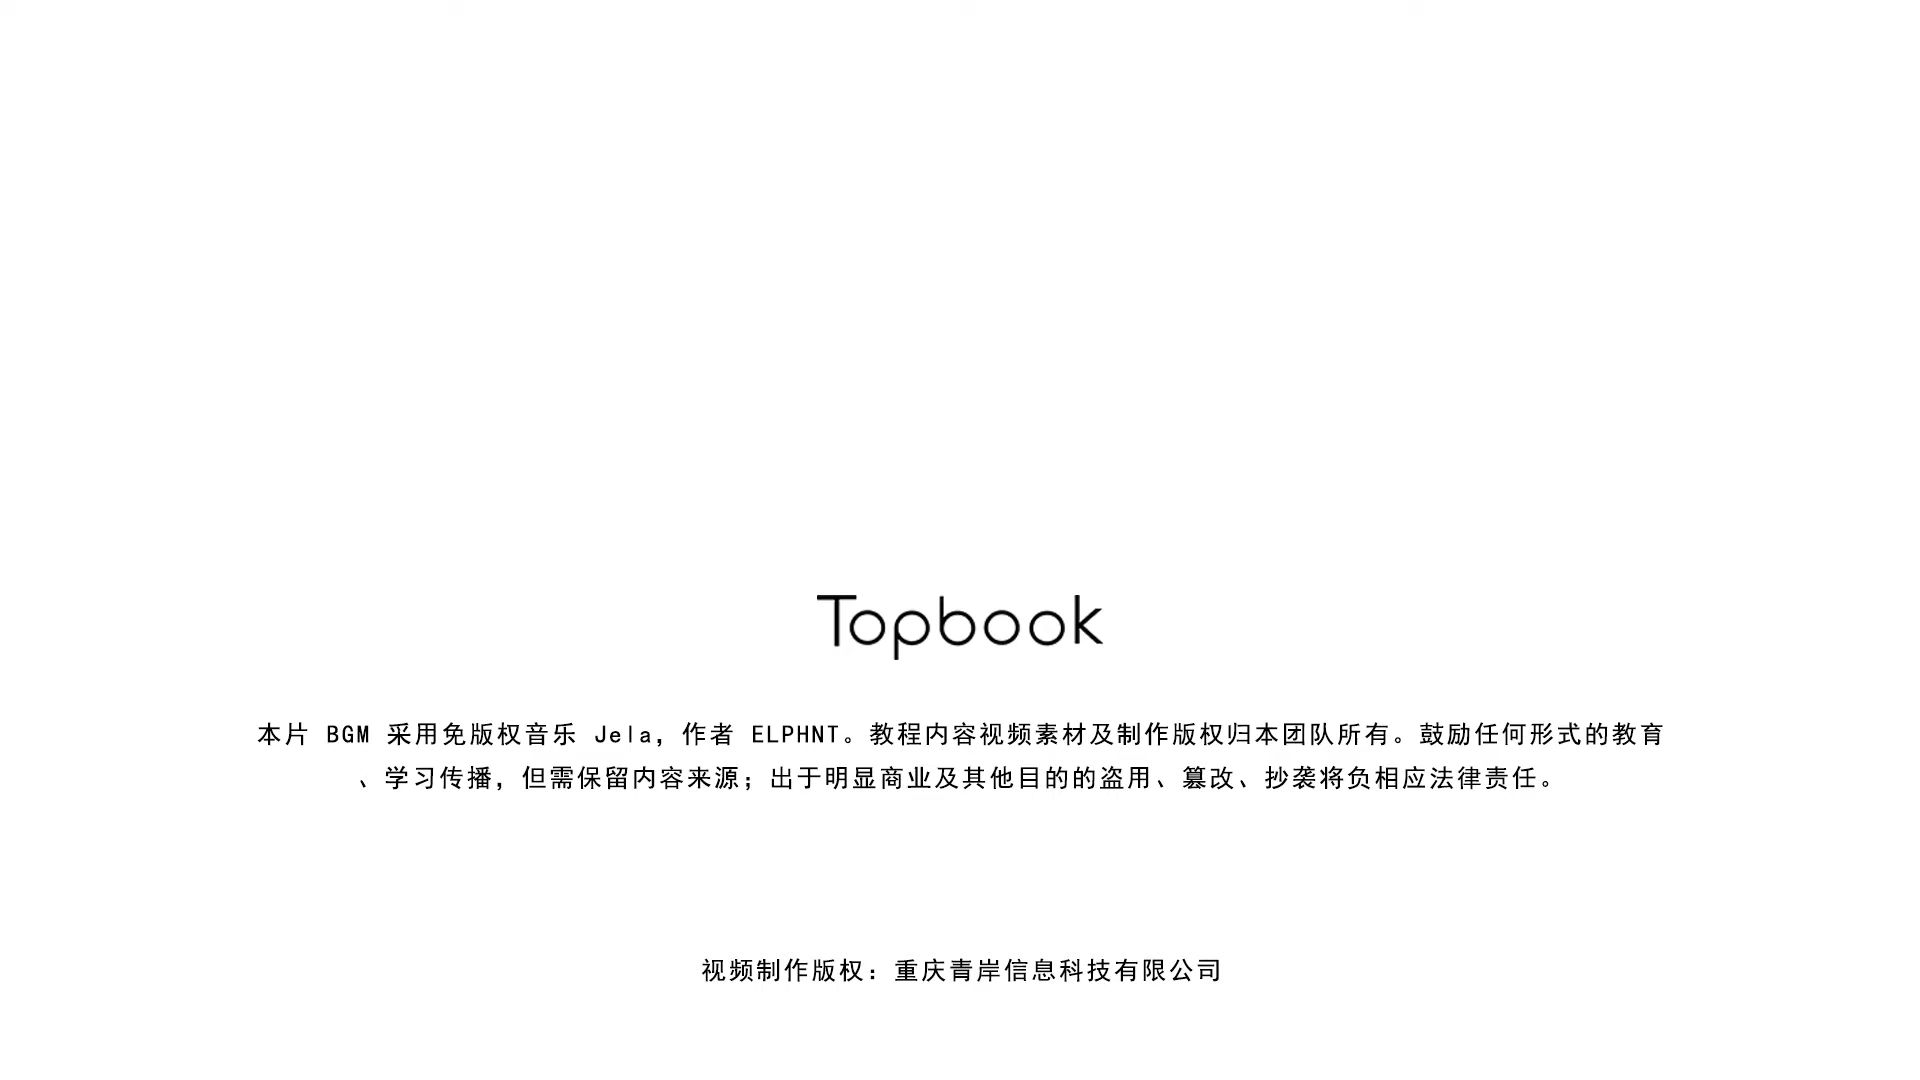 Topbook
本片 BGM 采用免版权音乐 Jela，作者 ELPHNT。教程内容视频素材及制作版权归本团队所有。鼓励任何形式的教育
、学习传播，但需保留内容来源；出于明显商业及其他目的的盗用、篡改、抄袭将负相应法律责任。
视频制作版权：重庆青岸信息科技有限公司